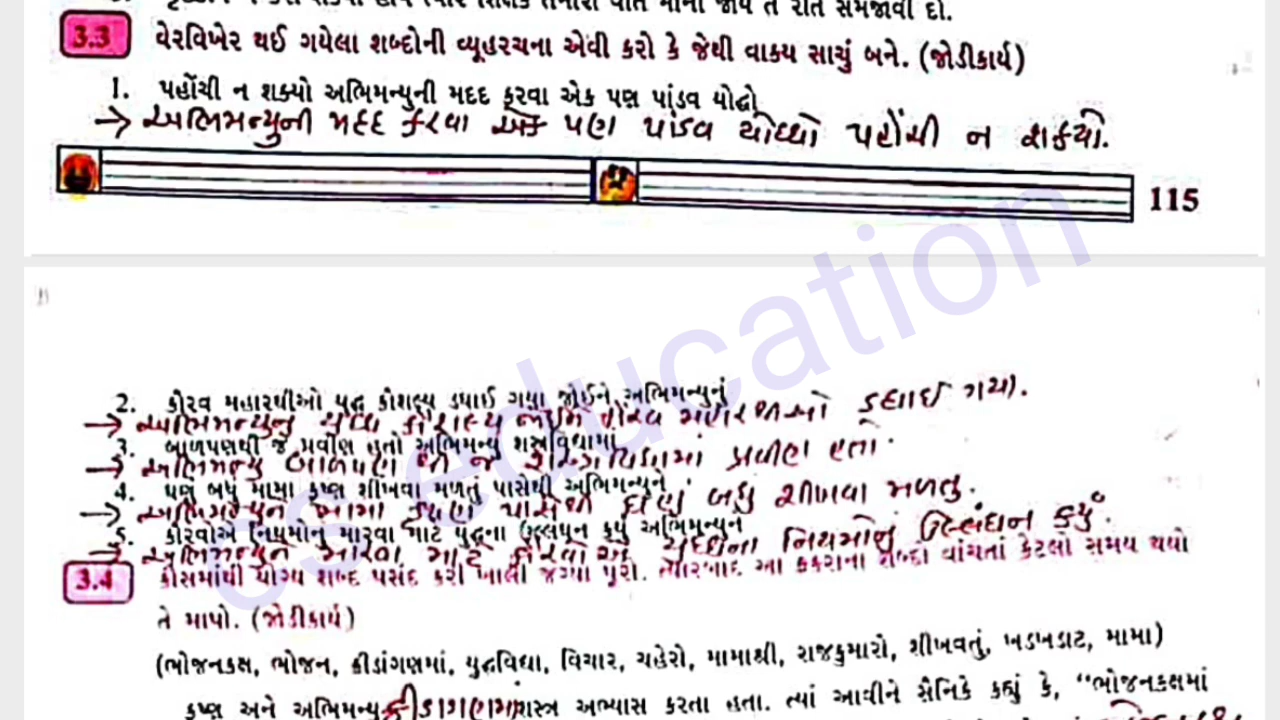 3.3 વેરવિખેર થઈ ગયેલા શબ્દોની વ્યૂહરચના એવી કરો કે જેથી વાક્ય સાચું બને. (જોડીકાર્ય)
1. પહોંચી ન શક્યો અભિમન્યુની મદદ કરવા એક પણ પાંડવ યોદ્ધો
→ અભિમન્યુની મદદ કરવા એક પણ પાંડવ યોદ્ધો પહોંચી ન શક્યો.
115
2. કૌરવ મહારથીઓ યુદ્ધ કૌશલ્ય ડઘાઈ ગયા જોઈને અભિમન્યુનું
→ અભિમન્યુનું યુદ્ધ કૌશલ્ય જોઈને કૌરવ મહારથીઓ ડઘાઈ ગયા.
3. બાળપણથી જ પ્રવીણ હતો અભિમન્યુ શસ્ત્રવિદ્યામાં
→ અભિમન્યુ બાળપણથી જ શસ્ત્રવિદ્યામાં પ્રવીણ હતો.
4. પણ બધું મામા કૃષ્ણ શીખવા મળતું પાસેથી અભિમન્યુને
→ અભિમન્યુને મામા કૃષ્ણ પાસેથી ઘણું બધું શીખવા મળતુ.
5. કૌરવોએ નિયમોનું મારવા માટે યુદ્ધના ઉલ્લંઘન કર્યું અભિમન્યુને
→ અભિમન્યુને મારવા માટે કૌરવોએ યુદ્ધના નિયમોનું ઉલ્લંઘન કર્યું.
3.4 કૌંસમાંથી યોગ્ય શબ્દ પસંદ કરી ખાલી જગ્યા પૂરો. ત્યારબાદ આ ફકરાના શબ્દો વાંચતાં કેટલો સમય થયો
તે માપો. (જોડીકાર્ય)
(ભોજનકક્ષ, ભોજન, ક્રીડાંગણમાં, યુદ્ધવિદ્યા, વિચાર, ચહેરો, મામાશ્રી, રાજકુમારો, શીખવતું, ખડખડાટ, મામા)
કૃષ્ણ અને અભિમન્યુ ક્રીડાંગણમાં શસ્ત્ર અભ્યાસ કરતા હતા. ત્યાં આવીને સૈનિકે કહ્યું કે, "ભોજનકક્ષમાં
cs education